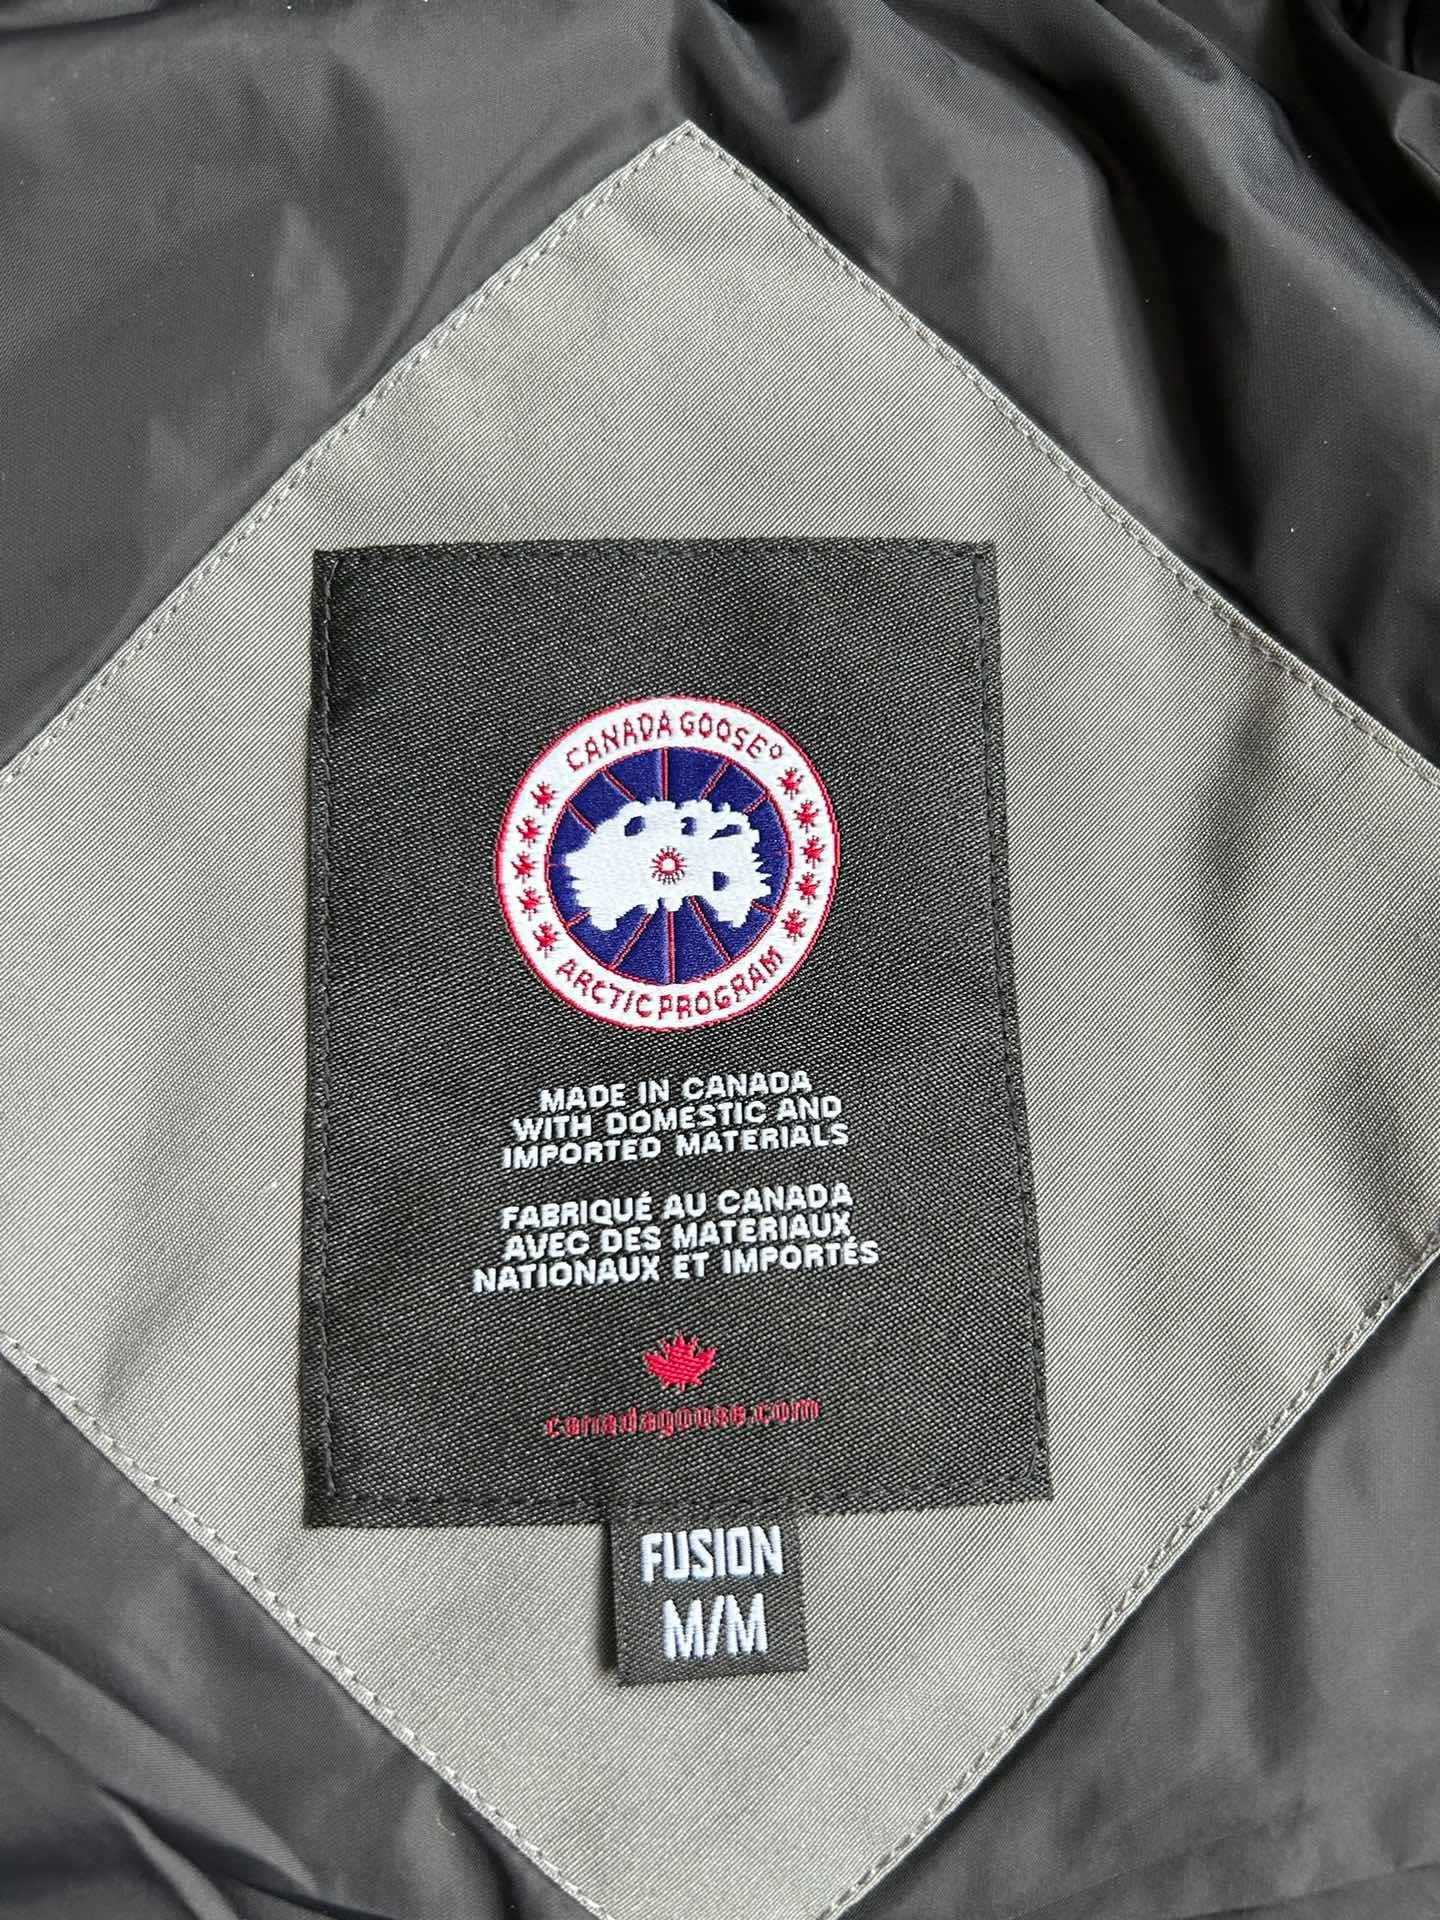 CANADA GOOSE
ARCTIC PROGRAM
MADE IN CANADA
WITH DOMESTIC AND
IMPORTED MATERIALS
FABRIQUÉ AU CANADA
AVEC DES MATERIAUX
NATIONAUX ET IMPORTÉS
canadagoose.com
FUSION
M/M